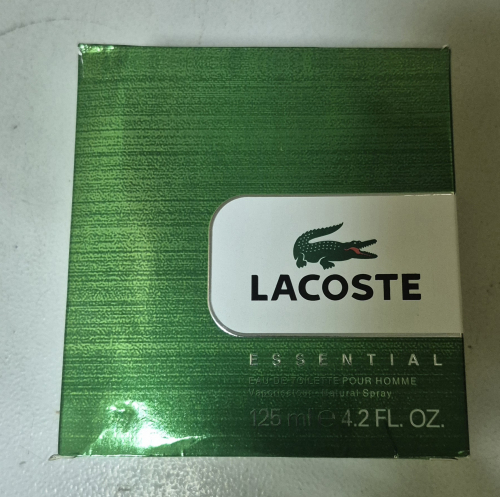 LACOSTE
ESSENTIAL
EAU DE TOILETTE POUR HOMME
Natural Spray
125 ml ℮ 4.2 FL. OZ.